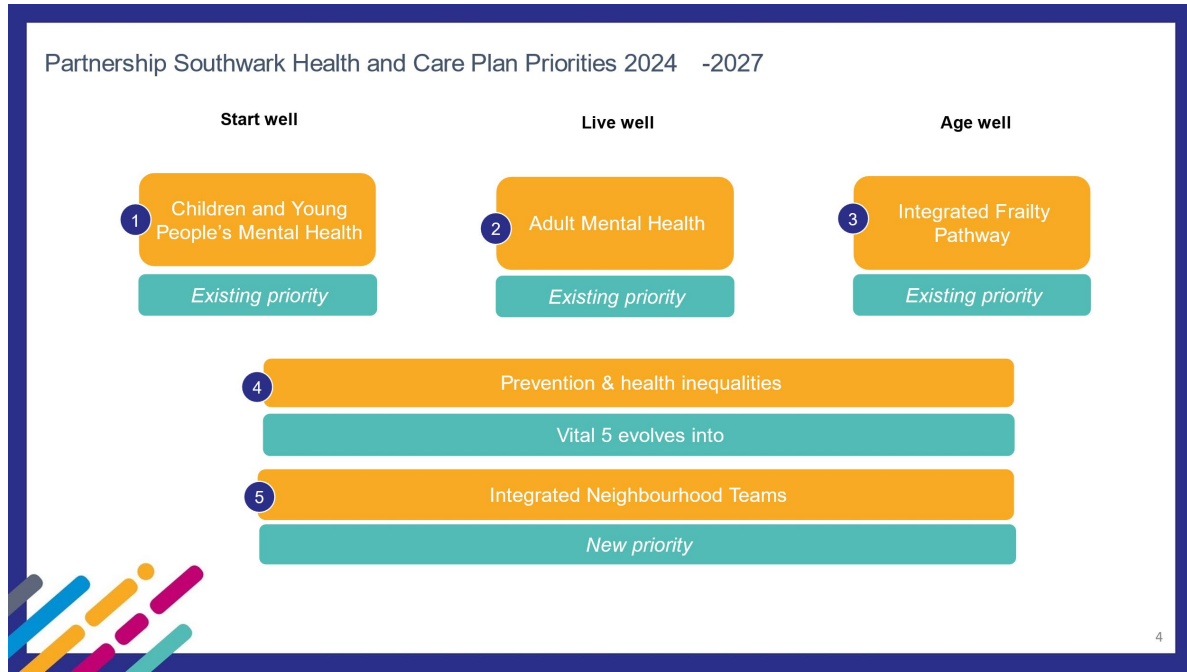 Partnership Southwark Health and Care Plan Priorities 2024 -2027
Start well
Live well
Age well
1
Children and Young
People's Mental Health
Existing priority
2
Adult Mental Health
Existing priority
3
Integrated Frailty
Pathway
Existing priority
4
Prevention & health inequalities
Vital 5 evolves into
5
Integrated Neighbourhood Teams
New priority
4